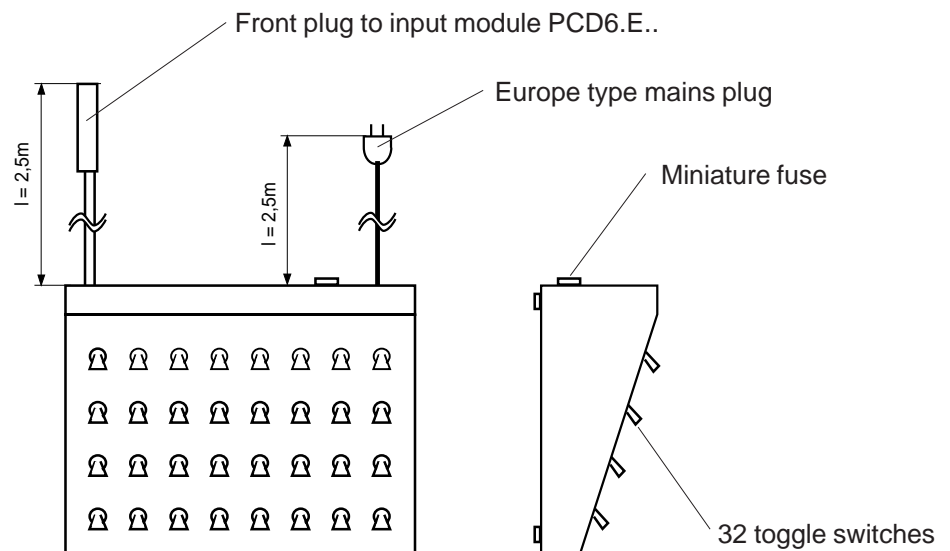 Front plug to input module PCD6.E..
Europe type mains plug
Miniature fuse
l = 2,5m
l = 2,5m
32 toggle switches